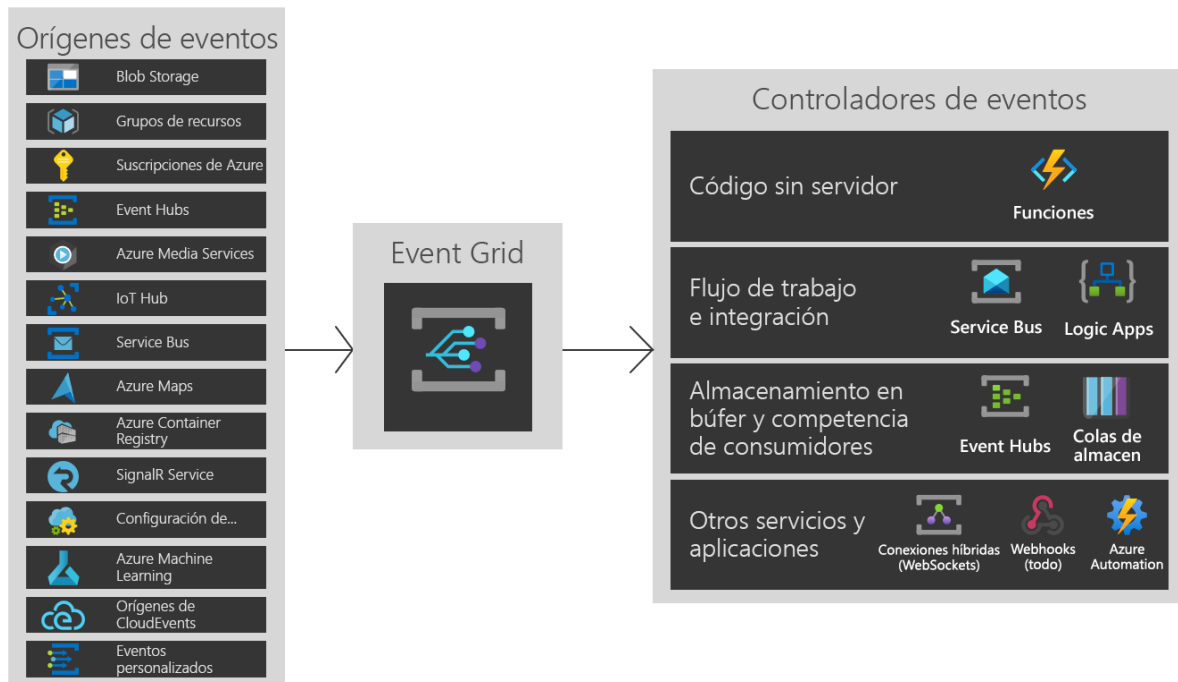 Orígenes de eventos
Blob Storage
Grupos de recursos
Suscripciones de Azure
Event Hubs
Azure Media Services
IoT Hub
Service Bus
Azure Maps
Azure Container
Registry
SignalR Service
Configuración de...
Azure Machine
Learning
Orígenes de
CloudEvents
Eventos
personalizados
Event Grid
Controladores de eventos
Código sin servidor
Funciones
Flujo de trabajo
e integración
Service Bus
Logic Apps
Almacenamiento en
búfer y competencia
de consumidores
Event Hubs
Colas de
almacen
Otros servicios y
aplicaciones
Conexiones híbridas
(WebSockets)
Webhooks
(todo)
Azure
Automation